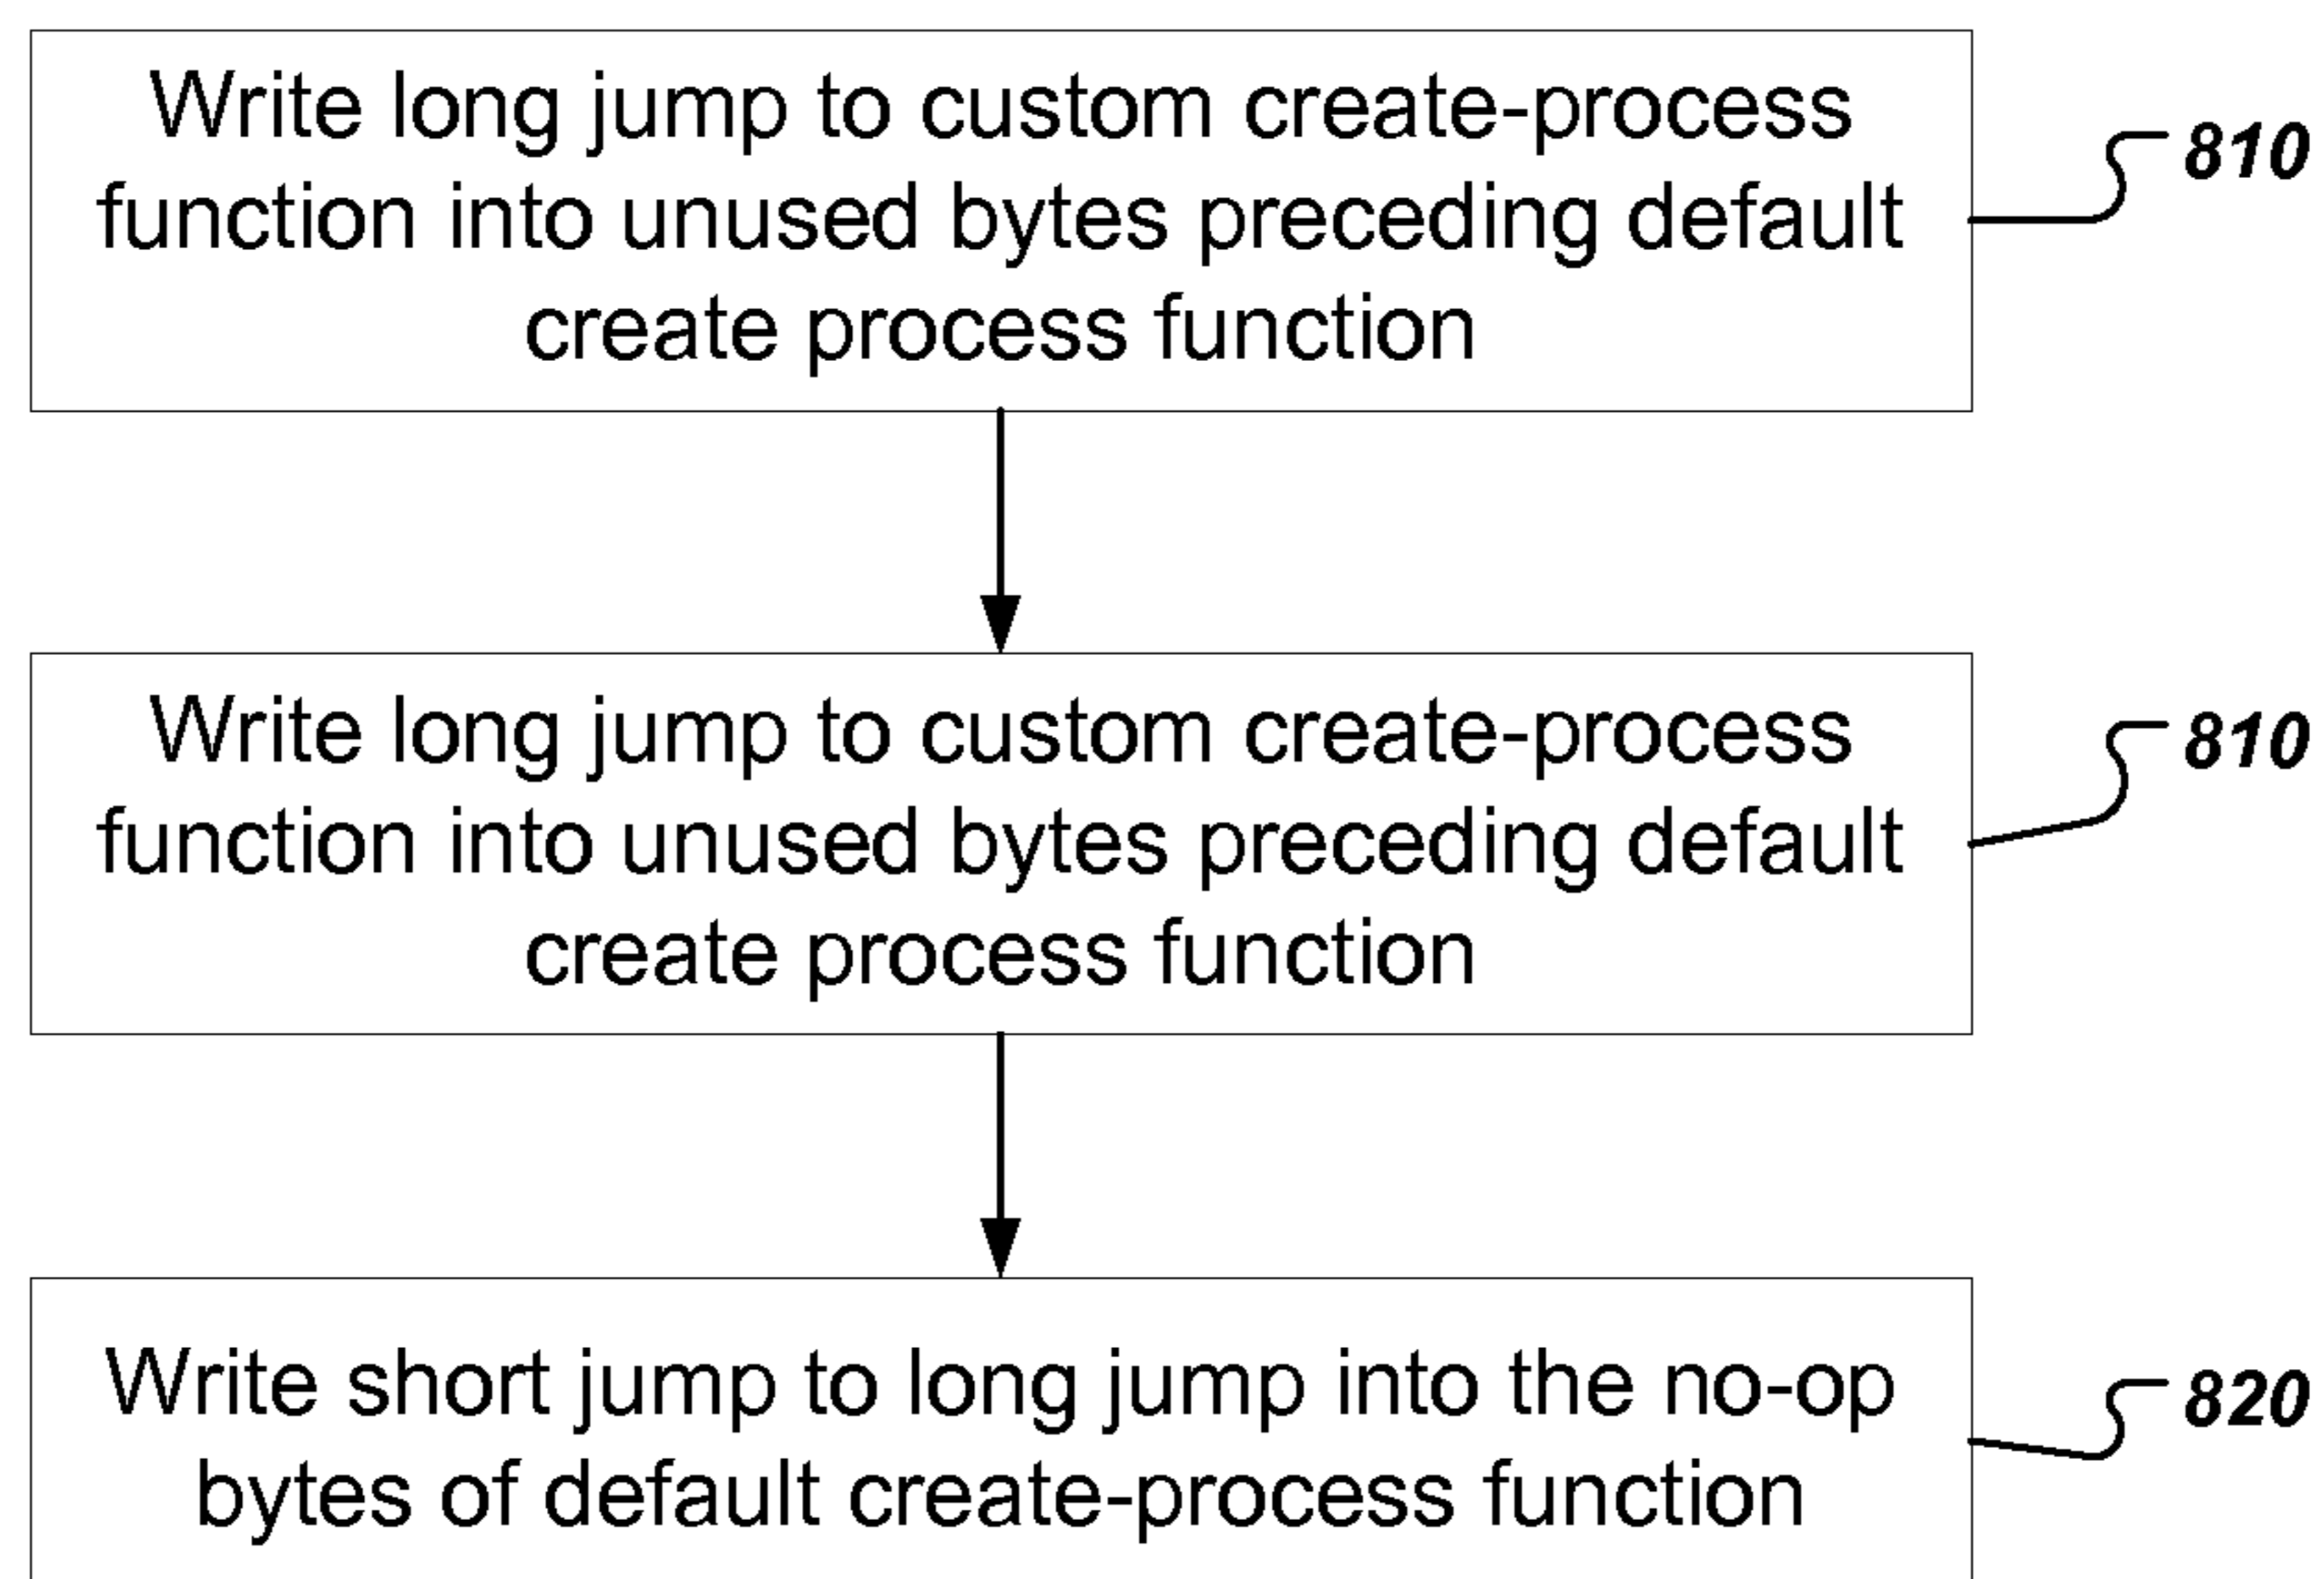 Write long jump to custom create-process
function into unused bytes preceding default
create process function
810
Write long jump to custom create-process
function into unused bytes preceding default
create process function
810
Write short jump to long jump into the no-op
bytes of default create-process function
820